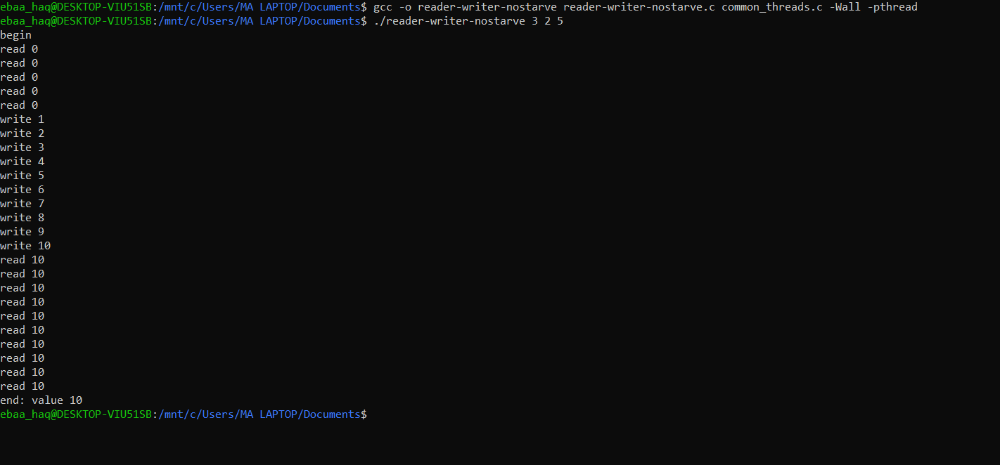 ebaa_haq@DESKTOP-VIU51SB:/mnt/c/Users/MA LAPTOP/Documents$ gcc -o reader-writer-nostarve reader-writer-nostarve.c common_threads.c -Wall -pthread
ebaa_haq@DESKTOP-VIU51SB:/mnt/c/Users/MA LAPTOP/Documents$ ./reader-writer-nostarve 3 2 5
begin
read 0
read 0
read 0
read 0
read 0
write 1
write 2
write 3
write 4
write 5
write 6
write 7
write 8
write 9
write 10
read 10
read 10
read 10
read 10
read 10
read 10
read 10
read 10
read 10
read 10
end: value 10
ebaa_haq@DESKTOP-VIU51SB:/mnt/c/Users/MA LAPTOP/Documents$